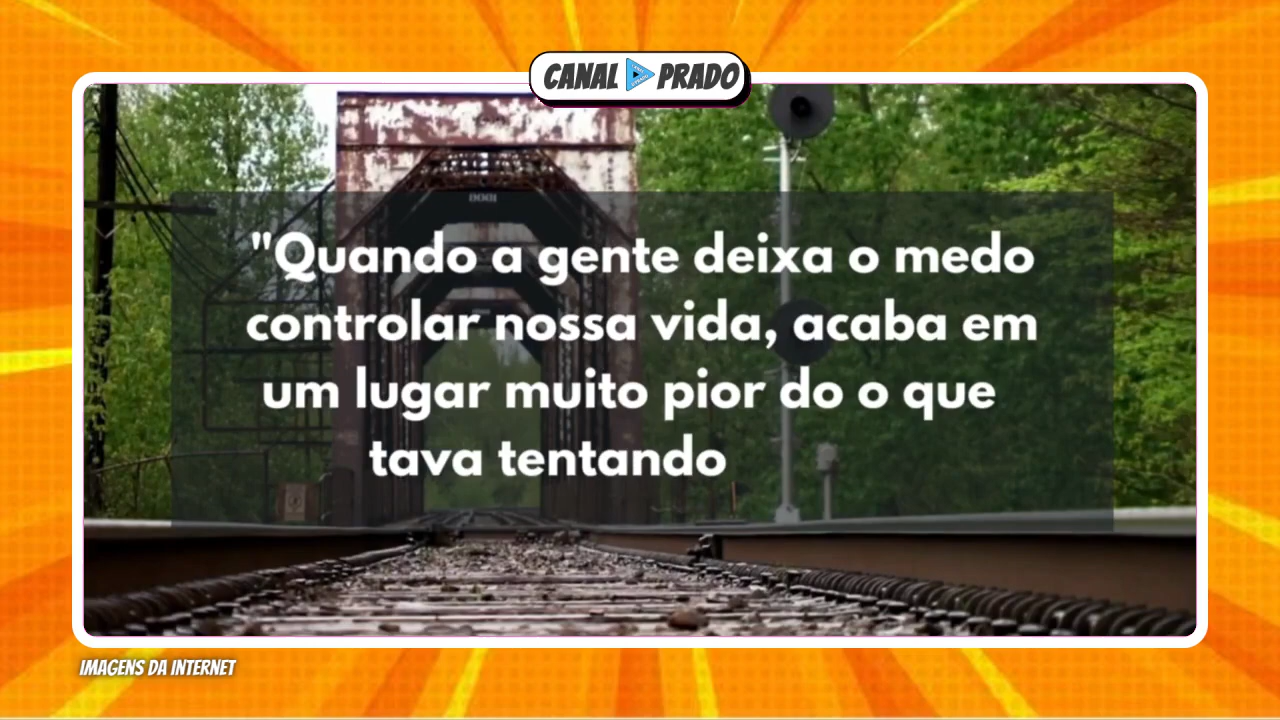 CANAL PRADO
"Quando a gente deixa o medo
controlar nossa vida, acaba em
um lugar muito pior do o que
tava tentando
IMAGENS DA INTERNET